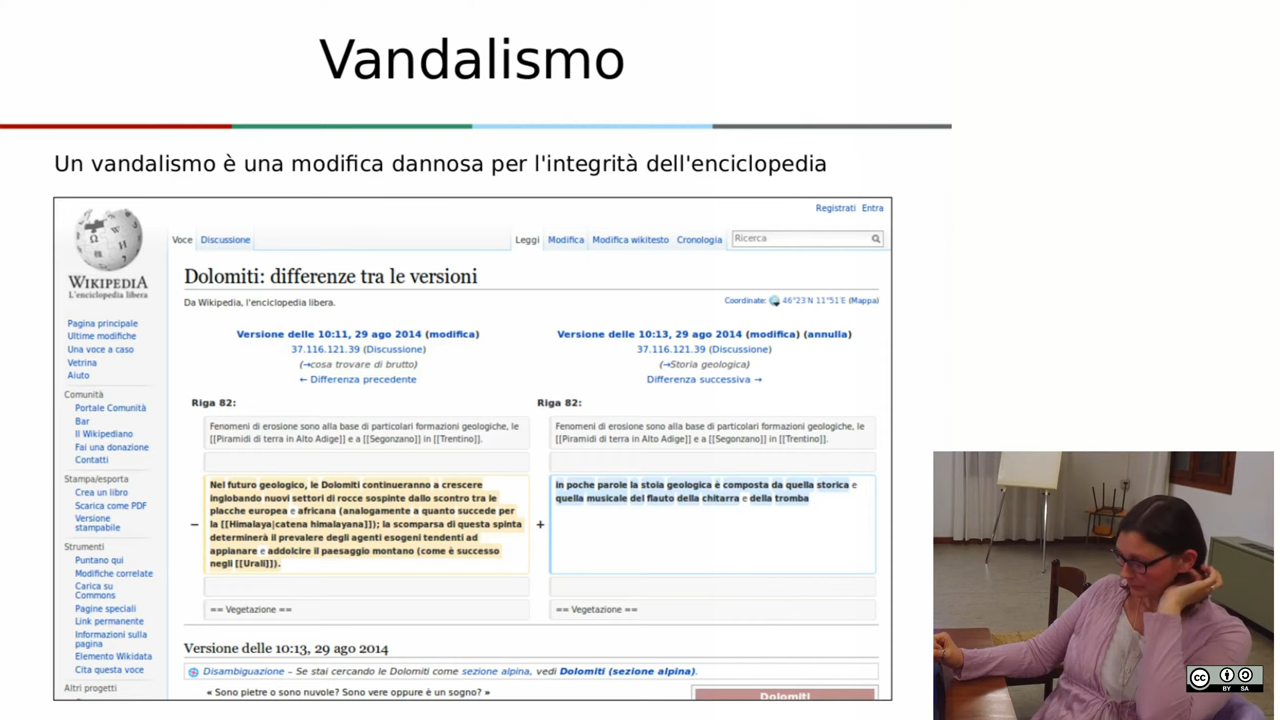 Vandalismo
Un vandalismo è una modifica dannosa per l'integrità dell'enciclopedia
Registrati Entra
Voce Discussione Leggi Modifica Modifica wikitesto Cronologia Ricerca
WIKIPEDIA
L'enciclopedia libera
Dolomiti: differenze tra le versioni
Da Wikipedia, l'enciclopedia libera.
Coordinate: 46°23′N 11°51′E (Mappa)
Pagina principale
Ultime modifiche
Una voce a caso
Vetrina
Aiuto
Comunità
Portale Comunità
Bar
Il Wikipediano
Fai una donazione
Contatti
Stampa/esporta
Crea un libro
Scarica come PDF
Versione
stampabile
Strumenti
Puntano qui
Modifiche correlate
Carica su
Commons
Pagine speciali
Link permanente
Informazioni sulla
pagina
Elemento Wikidata
Cita questa voce
Altri progetti
Versione delle 10:11, 29 ago 2014 (modifica)
37.116.121.39 (Discussione)
(→cosa trovare di brutto)
← Differenza precedente
Versione delle 10:13, 29 ago 2014 (modifica) (annulla)
37.116.121.39 (Discussione)
(→Storia geologica)
Differenza successiva →
Riga 82:
Fenomeni di erosione sono alla base di particolari formazioni geologiche, le
[[Piramidi di terra in Alto Adige]] e a [[Segonzano]] in [[Trentino]].
− Nel futuro geologico, le Dolomiti continueranno a crescere
inglobando nuovi settori di rocce sospinte dallo scontro tra le
placche europea e africana (analogamente a quanto succede per
la [[Himalaya|catena himalayana]]); la scomparsa di questa spinta
determinerà il prevalere degli agenti esogeni tendenti ad
appianare e addolcire il paesaggio montano (come è successo
negli [[Urali]]).
== Vegetazione ==
Riga 82:
Fenomeni di erosione sono alla base di particolari formazioni geologiche, le
[[Piramidi di terra in Alto Adige]] e a [[Segonzano]] in [[Trentino]].
+ in poche parole la stoia geologica è composta da quella storica e
quella musicale del flauto della chitarra e della tromba
== Vegetazione ==
Versione delle 10:13, 29 ago 2014
Disambiguazione – Se stai cercando le Dolomiti come sezione alpina, vedi Dolomiti (sezione alpina).
« Sono pietre o sono nuvole? Sono vere oppure è un sogno? »
Dolomiti
cc BY SA